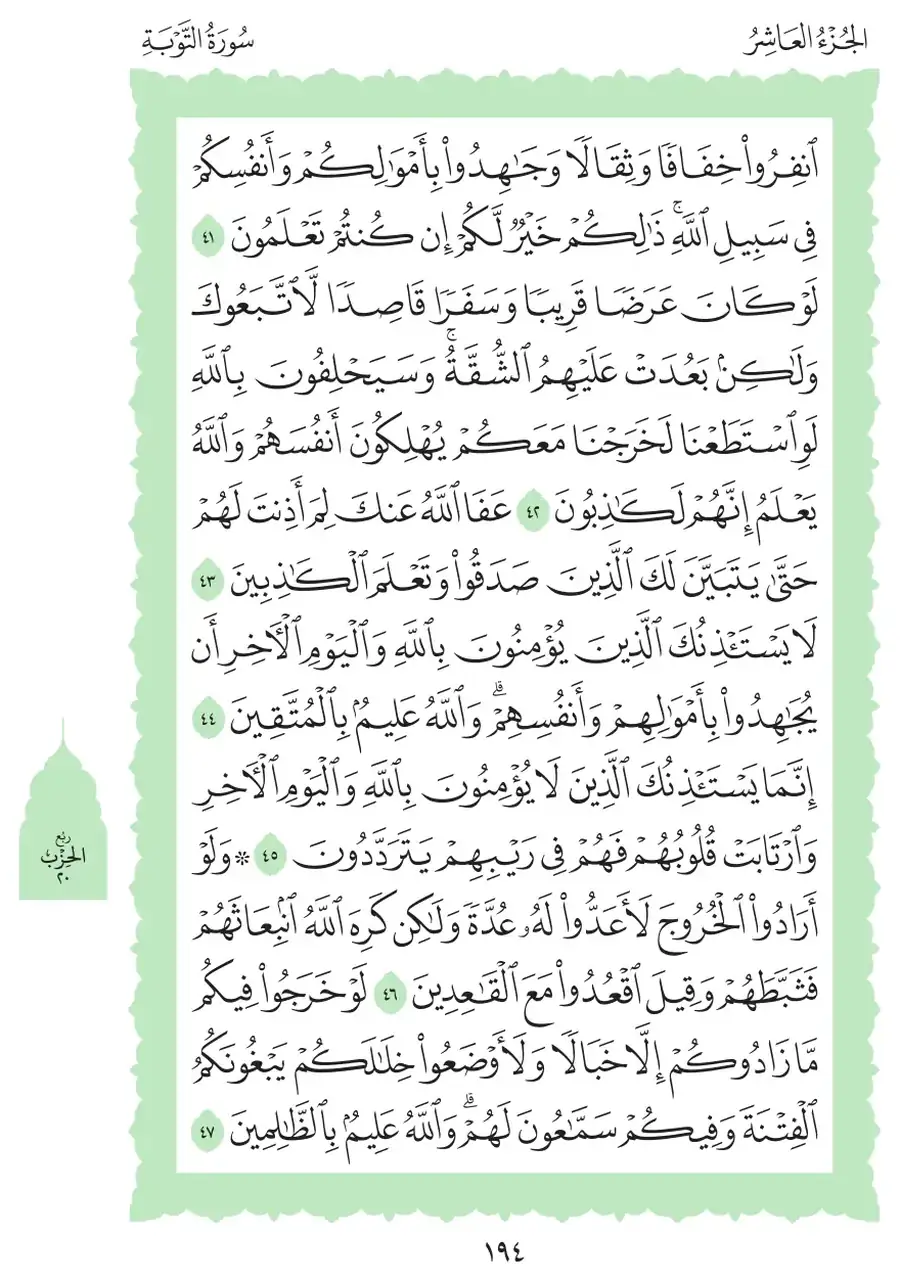 الجُزْءُ العَاشِرُ
سُورَةُ التَّوْبَةِ
ٱنفِرُوا۟ خِفَافًا وَثِقَالًا وَجَٰهِدُوا۟ بِأَمْوَٰلِكُمْ وَأَنفُسِكُمْ
فِى سَبِيلِ ٱللَّهِۚ ذَٰلِكُمْ خَيْرٌ لَّكُمْ إِن كُنتُمْ تَعْلَمُونَ ٤١
لَوْ كَانَ عَرَضًا قَرِيبًا وَسَفَرًا قَاصِدًا لَّٱتَّبَعُوكَ
وَلَٰكِنۢ بَعُدَتْ عَلَيْهِمُ ٱلشُّقَّةُۚ وَسَيَحْلِفُونَ بِٱللَّهِ
لَوِ ٱسْتَطَعْنَا لَخَرَجْنَا مَعَكُمْ يُهْلِكُونَ أَنفُسَهُمْ وَٱللَّهُ
يَعْلَمُ إِنَّهُمْ لَكَٰذِبُونَ ٤٢ عَفَا ٱللَّهُ عَنكَ لِمَ أَذِنتَ لَهُمْ
حَتَّىٰ يَتَبَيَّنَ لَكَ ٱلَّذِينَ صَدَقُوا۟ وَتَعْلَمَ ٱلْكَٰذِبِينَ ٤٣
لَا يَسْتَـْٔذِنُكَ ٱلَّذِينَ يُؤْمِنُونَ بِٱللَّهِ وَٱلْيَوْمِ ٱلْـَٔاخِرِ أَن
يُجَٰهِدُوا۟ بِأَمْوَٰلِهِمْ وَأَنفُسِهِمْۗ وَٱللَّهُ عَلِيمٌۢ بِٱلْمُتَّقِينَ ٤٤
إِنَّمَا يَسْتَـْٔذِنُكَ ٱلَّذِينَ لَا يُؤْمِنُونَ بِٱللَّهِ وَٱلْيَوْمِ ٱلْـَٔاخِرِ
وَٱرْتَابَتْ قُلُوبُهُمْ فَهُمْ فِى رَيْبِهِمْ يَتَرَدَّدُونَ ٤٥ * وَلَوْ
أَرَادُوا۟ ٱلْخُرُوجَ لَأَعَدُّوا۟ لَهُۥ عُدَّةً وَلَٰكِن كَرِهَ ٱللَّهُ ٱنۢبِعَاثَهُمْ
فَثَبَّطَهُمْ وَقِيلَ ٱقْعُدُوا۟ مَعَ ٱلْقَٰعِدِينَ ٤٦ لَوْ خَرَجُوا۟ فِيكُم
مَّا زَادُوكُمْ إِلَّا خَبَالًا وَلَأَوْضَعُوا۟ خِلَٰلَكُمْ يَبْغُونَكُمُ
ٱلْفِتْنَةَ وَفِيكُمْ سَمَّٰعُونَ لَهُمْۗ وَٱللَّهُ عَلِيمٌۢ بِٱلظَّٰلِمِينَ ٤٧
ربع
الحِزْب
٢٠
١٩٤